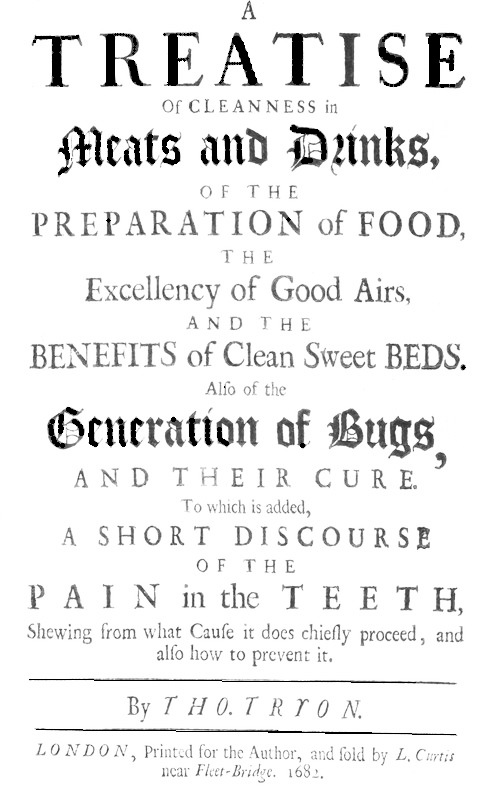 A
TREATISE
Of CLEANNESS in
Meats and Drinks,
OF THE
PREPARATION of FOOD,
THE
Excellency of Good Airs,
AND THE
BENEFITS of Clean Sweet BEDS.
Alſo of the
Generation of Bugs,
AND THEIR CURE.
To which is added,
A SHORT DISCOURSE
OF THE
PAIN in the TEETH,
Shewing from what Cauſe it does chiefly proceed, and
alſo how to prevent it.
By THO. TRYON.
LONDON, Printed for the Author, and ſold by L. Curtis
near Fleet-Bridge. 1682.